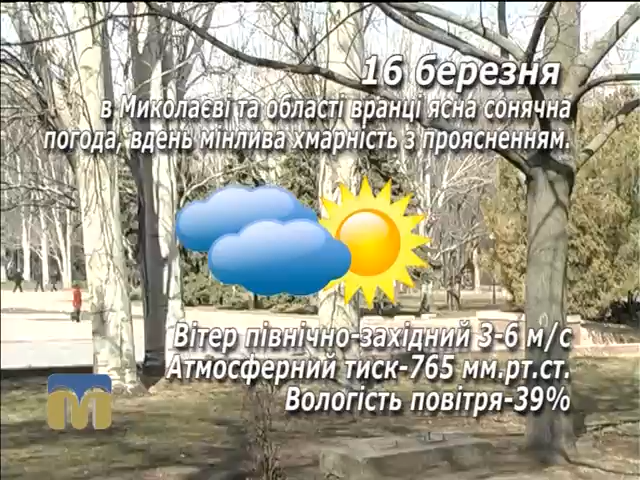 16 березня
в Миколаєві та області вранці ясна сонячна
погода, вдень мінлива хмарність з проясненням.
Вітер північно-західний 3-6 м/с
Атмосферний тиск-765 мм.рт.ст.
Вологість повітря-39%